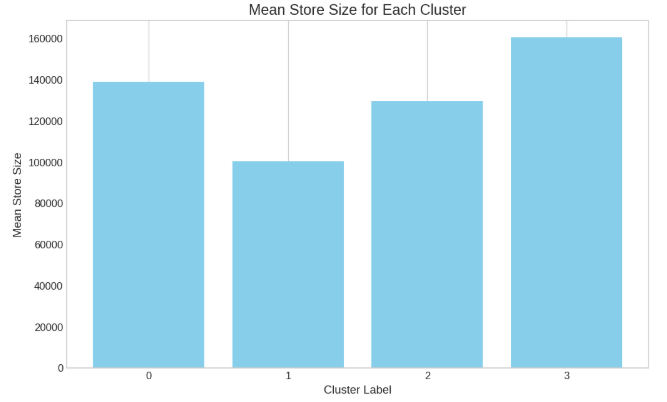 Mean Store Size for Each Cluster
160000
140000
120000
100000
80000
60000
40000
20000
0
Mean Store Size
0 1 2 3
Cluster Label